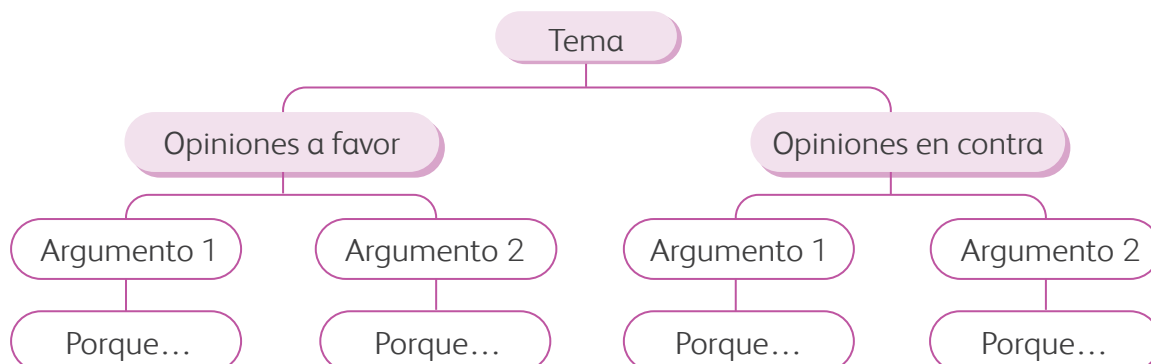 Tema
Opiniones a favor
Opiniones en contra
Argumento 1
Argumento 2
Argumento 1
Argumento 2
Porque...
Porque...
Porque...
Porque...